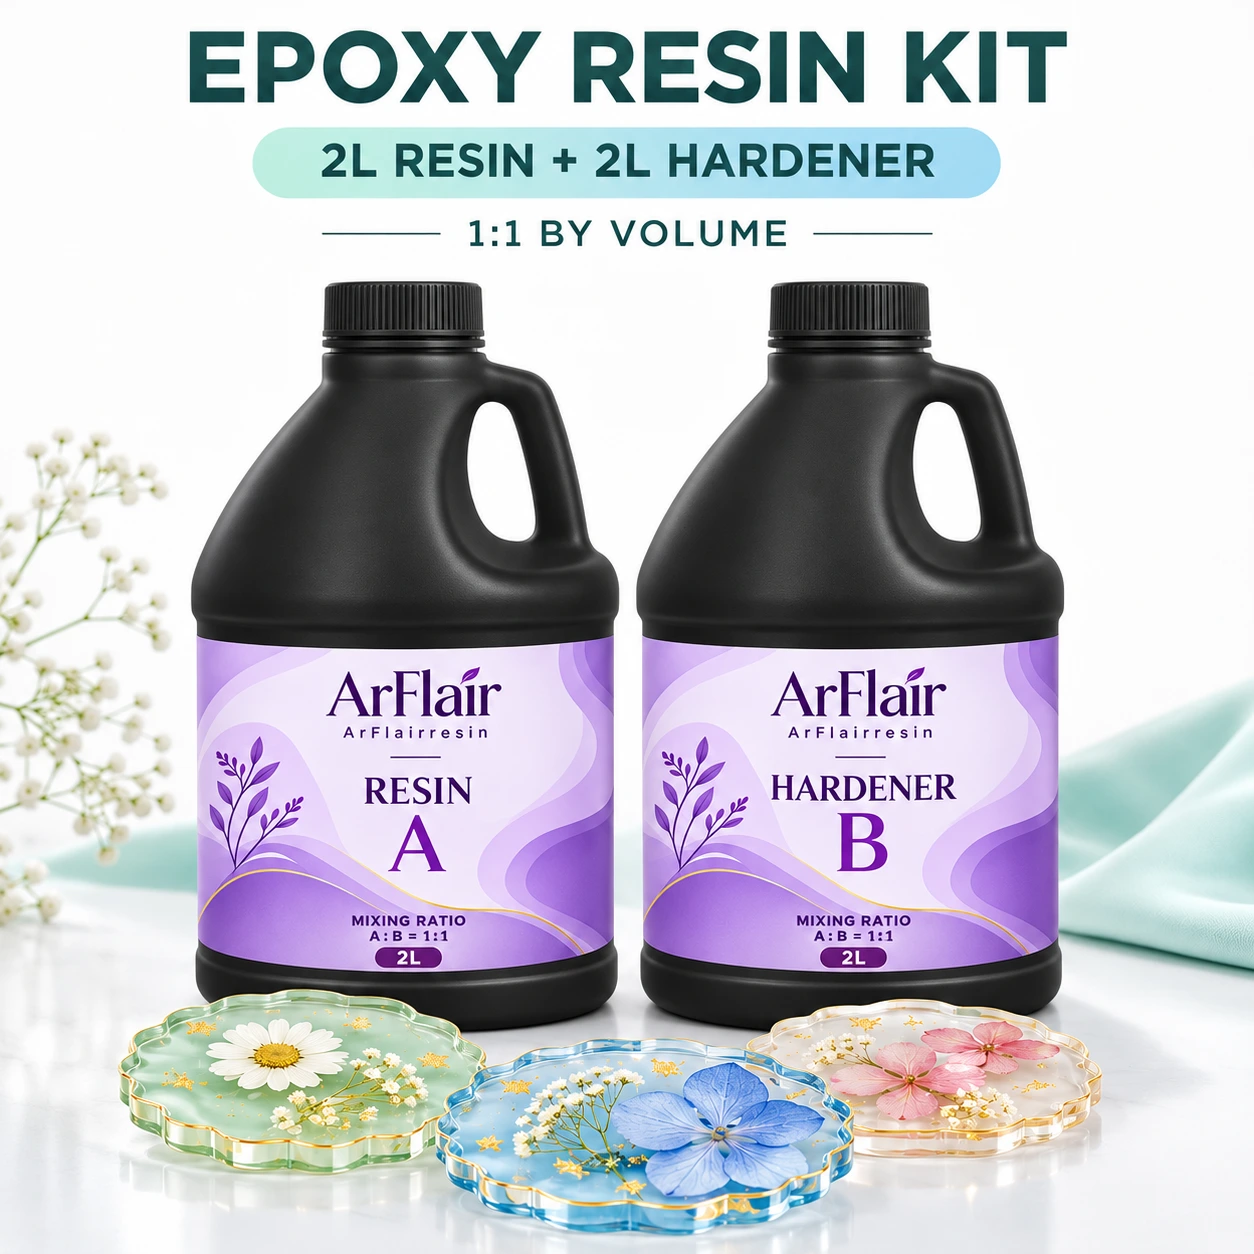 EPOXY RESIN KIT
2L RESIN + 2L HARDENER
1:1 BY VOLUME
ArFlair
ArFlairresin
RESIN
A
MIXING RATIO
A:B = 1:1
2L
ArFlair
ArFlairresin
HARDENER
B
MIXING RATIO
A:B = 1:1
2L